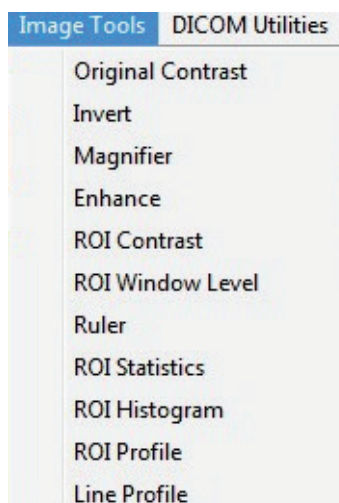 Image Tools DICOM Utilities
Original Contrast
Invert
Magnifier
Enhance
ROI Contrast
ROI Window Level
Ruler
ROI Statistics
ROI Histogram
ROI Profile
Line Profile